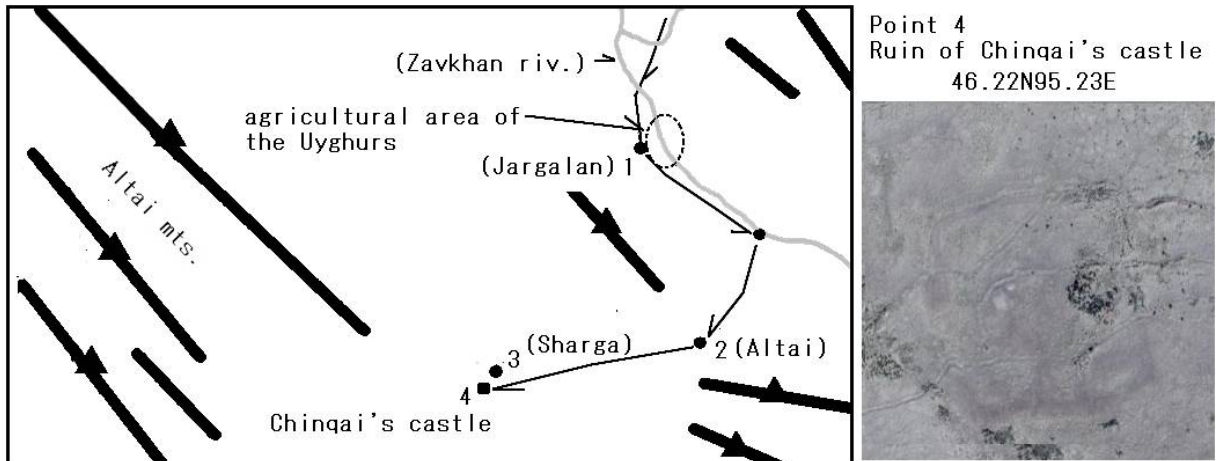 (Zavkhan riv.)
agricultural area of
the Uyghurs
(Jargalan) 1
Altai mts.
(Sharga)
3
2(Altai)
4
Chinqai's castle
Point 4
Ruin of Chinqai's castle
46.22N95.23E